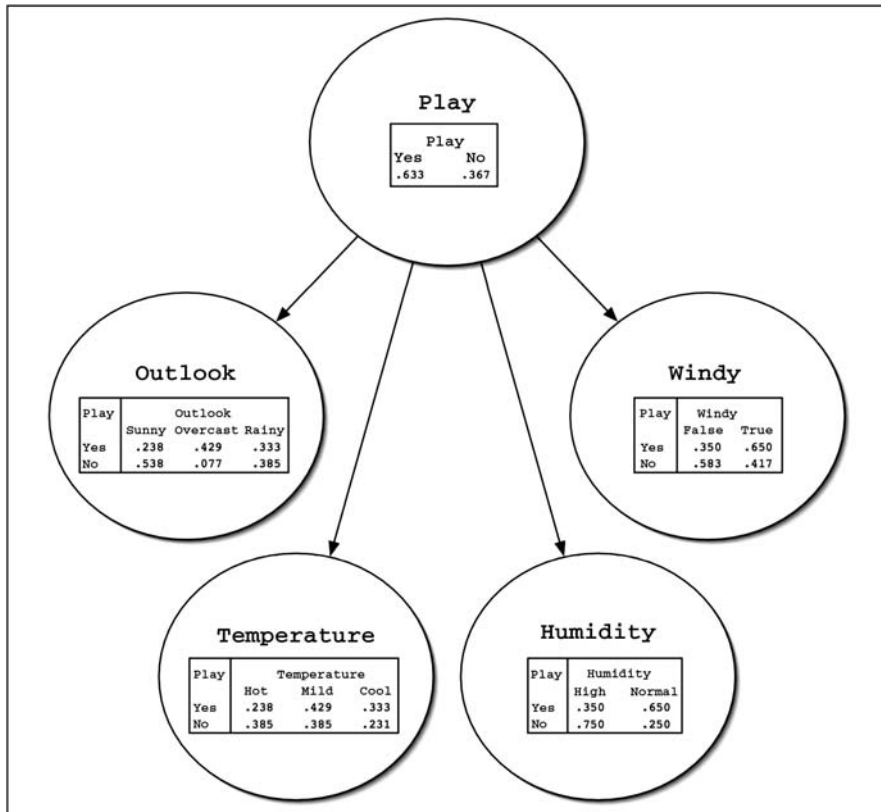 Play
Play
Yes No
.633 .367
Outlook
Play Outlook
Sunny Overcast Rainy
Yes .238 .429 .333
No .538 .077 .385
Windy
Play Windy
False True
Yes .350 .650
No .583 .417
Temperature
Play Temperature
Hot Mild Cool
Yes .238 .429 .333
No .385 .385 .231
Humidity
Play Humidity
High Normal
Yes .350 .650
No .750 .250